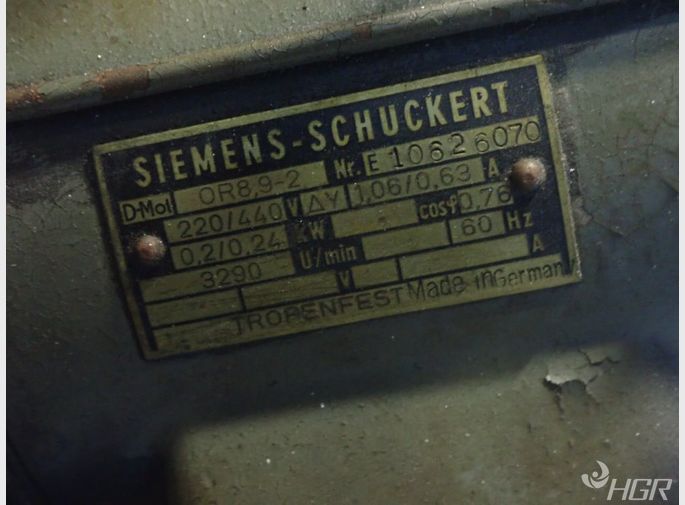 SIEMENS-SCHUCKERT
D-Mot OR8,9-2 Nr. E 10626070
220/440 V ΔY 1,06/0,63 A
0,2/0,24 kW cosφ 0,76
3290 U/min 60 Hz
V A
TROPENFEST Made in Germany
HGR